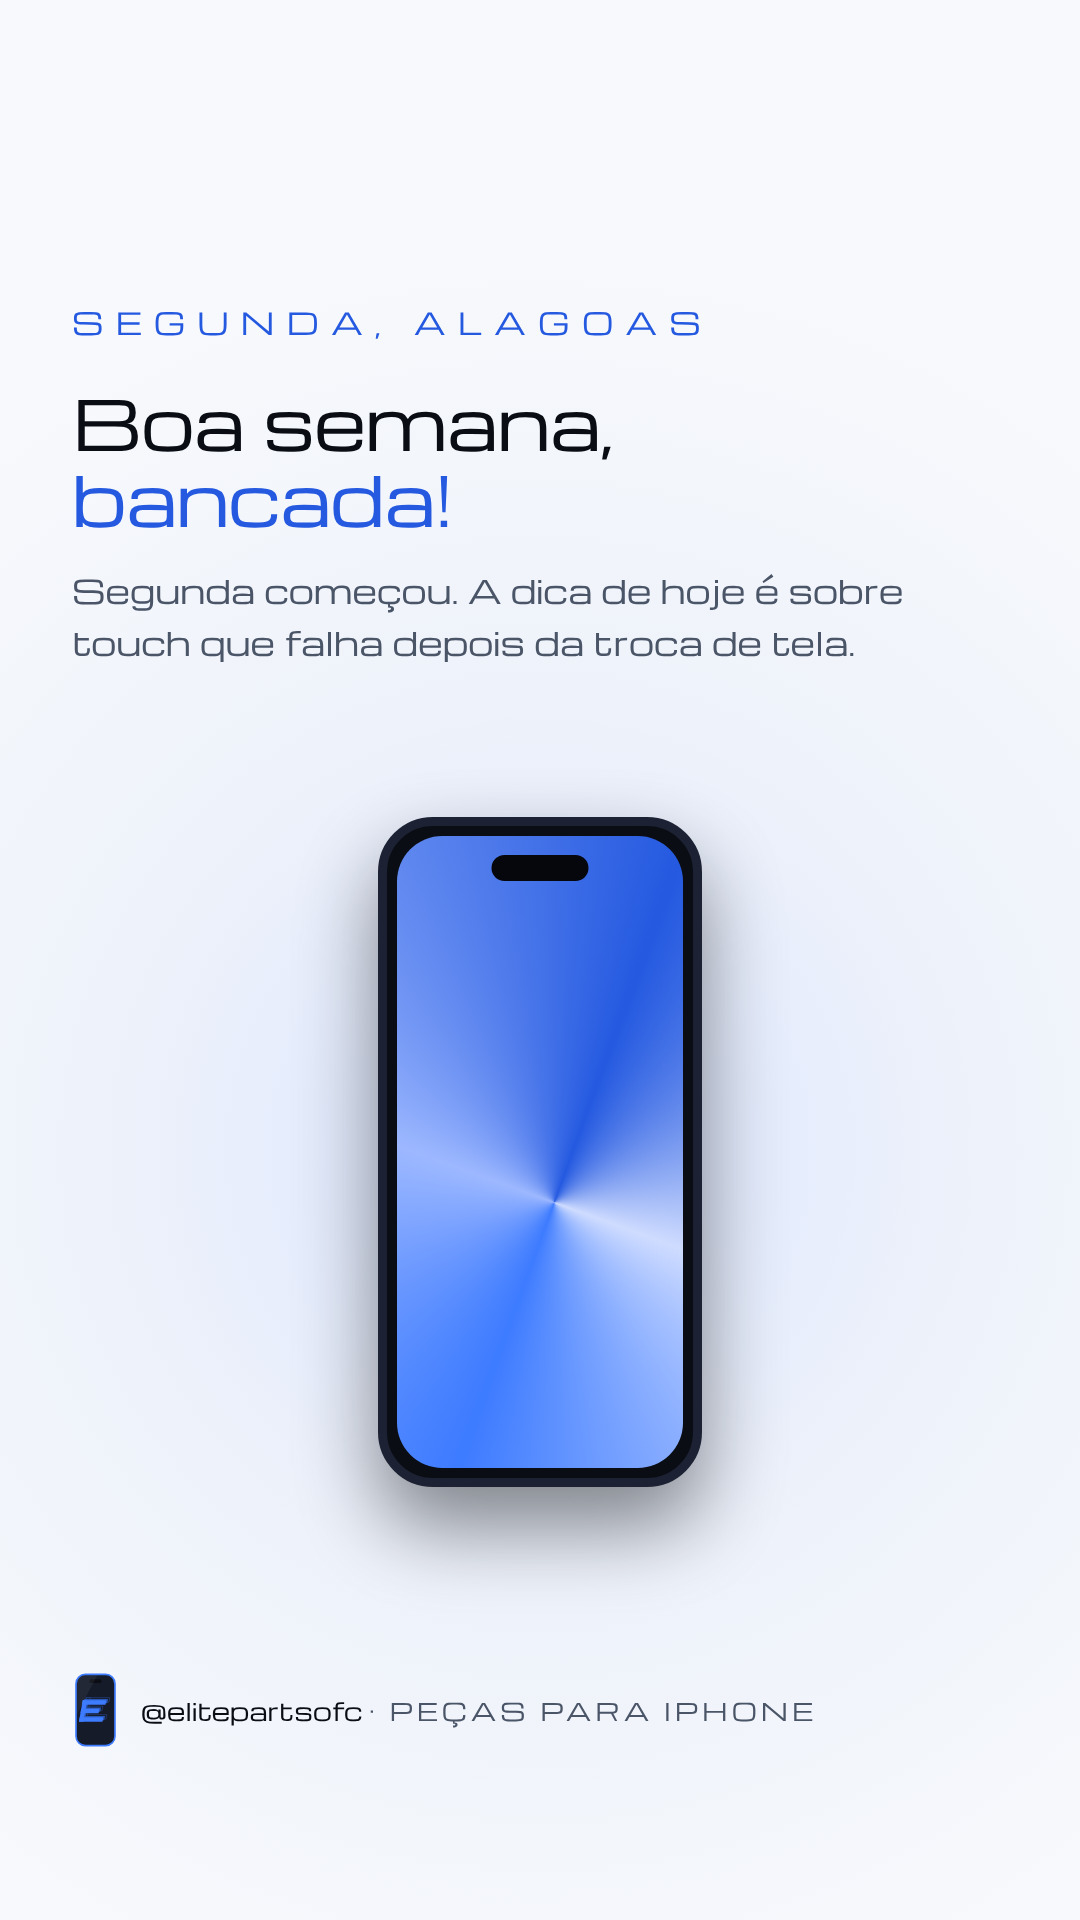 SEGUNDA, ALAGOAS
Boa semana,
bancada!
Segunda começou. A dica de hoje é sobre
touch que falha depois da troca de tela.
E
@elitepartsofc · PEÇAS PARA IPHONE